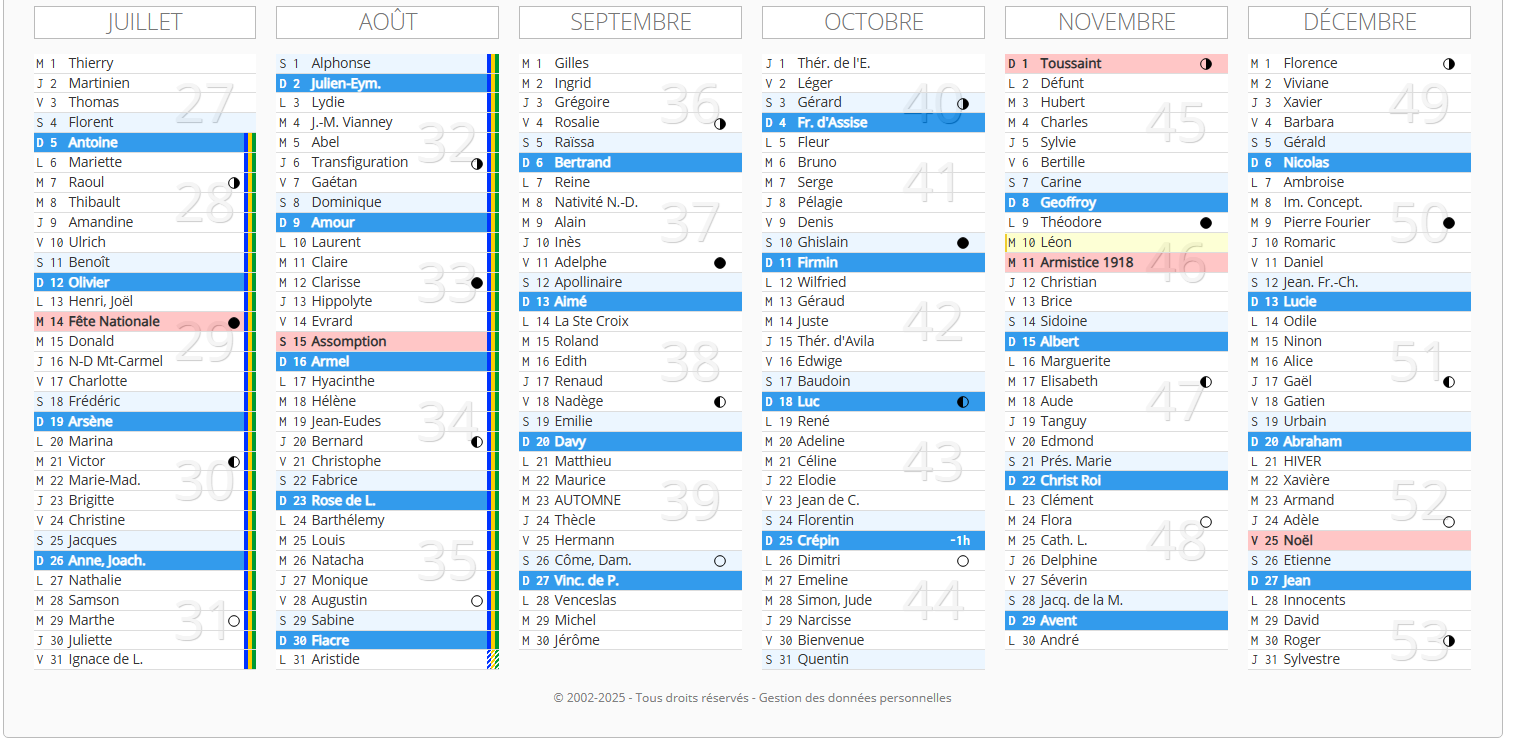 JUILLET
M 1 Thierry
J 2 Martinien
V 3 Thomas
27
S 4 Florent
D 5 Antoine
L 6 Mariette
M 7 Raoul
28
M 8 Thibault
J 9 Amandine
V 10 Ulrich
S 11 Benoît
D 12 Olivier
L 13 Henri, Joël
M 14 Fête Nationale
29
M 15 Donald
J 16 N-D Mt-Carmel
V 17 Charlotte
S 18 Frédéric
D 19 Arsène
L 20 Marina
M 21 Victor
30
M 22 Marie-Mad.
J 23 Brigitte
V 24 Christine
S 25 Jacques
D 26 Anne, Joach.
L 27 Nathalie
M 28 Samson
31
M 29 Marthe
J 30 Juliette
V 31 Ignace de L.
AOÛT
S 1 Alphonse
D 2 Julien-Eym.
L 3 Lydie
M 4 J.-M. Vianney
32
M 5 Abel
J 6 Transfiguration
V 7 Gaétan
S 8 Dominique
D 9 Amour
L 10 Laurent
M 11 Claire
33
M 12 Clarisse
J 13 Hippolyte
V 14 Evrard
S 15 Assomption
D 16 Armel
L 17 Hyacinthe
M 18 Hélène
34
M 19 Jean-Eudes
J 20 Bernard
V 21 Christophe
S 22 Fabrice
D 23 Rose de L.
L 24 Barthélemy
M 25 Louis
35
M 26 Natacha
J 27 Monique
V 28 Augustin
S 29 Sabine
D 30 Fiacre
L 31 Aristide
SEPTEMBRE
M 1 Gilles
M 2 Ingrid
36
J 3 Grégoire
V 4 Rosalie
S 5 Raïssa
D 6 Bertrand
L 7 Reine
M 8 Nativité N.-D.
37
M 9 Alain
J 10 Inès
V 11 Adelphe
S 12 Apollinaire
D 13 Aimé
L 14 La Ste Croix
M 15 Roland
38
M 16 Edith
J 17 Renaud
V 18 Nadège
S 19 Emilie
D 20 Davy
L 21 Matthieu
M 22 Maurice
39
M 23 AUTOMNE
J 24 Thècle
V 25 Hermann
S 26 Côme, Dam.
D 27 Vinc. de P.
L 28 Venceslas
M 29 Michel
M 30 Jérôme
OCTOBRE
J 1 Thér. de l'E.
V 2 Léger
40
S 3 Gérard
D 4 Fr. d'Assise
L 5 Fleur
M 6 Bruno
41
M 7 Serge
J 8 Pélagie
V 9 Denis
S 10 Ghislain
D 11 Firmin
L 12 Wilfried
M 13 Géraud
42
M 14 Juste
J 15 Thér. d'Avila
V 16 Edwige
S 17 Baudoin
D 18 Luc
L 19 René
M 20 Adeline
43
M 21 Céline
J 22 Elodie
V 23 Jean de C.
S 24 Florentin
D 25 Crépin -1h
L 26 Dimitri
M 27 Emeline
44
M 28 Simon, Jude
J 29 Narcisse
V 30 Bienvenue
S 31 Quentin
NOVEMBRE
D 1 Toussaint
L 2 Défunt
M 3 Hubert
45
M 4 Charles
J 5 Sylvie
V 6 Bertille
S 7 Carine
D 8 Geoffroy
L 9 Théodore
M 10 Léon
46
M 11 Armistice 1918
J 12 Christian
V 13 Brice
S 14 Sidoine
D 15 Albert
L 16 Marguerite
M 17 Elisabeth
47
M 18 Aude
J 19 Tanguy
V 20 Edmond
S 21 Prés. Marie
D 22 Christ Roi
L 23 Clément
M 24 Flora
48
M 25 Cath. L.
J 26 Delphine
V 27 Séverin
S 28 Jacq. de la M.
D 29 Avent
L 30 André
DÉCEMBRE
M 1 Florence
M 2 Viviane
49
J 3 Xavier
V 4 Barbara
S 5 Gérald
D 6 Nicolas
L 7 Ambroise
M 8 Im. Concept.
50
M 9 Pierre Fourier
J 10 Romaric
V 11 Daniel
S 12 Jean. Fr.-Ch.
D 13 Lucie
L 14 Odile
M 15 Ninon
51
M 16 Alice
J 17 Gaël
V 18 Gatien
S 19 Urbain
D 20 Abraham
L 21 HIVER
M 22 Xavière
52
M 23 Armand
J 24 Adèle
V 25 Noël
S 26 Etienne
D 27 Jean
L 28 Innocents
M 29 David
53
M 30 Roger
J 31 Sylvestre
© 2002-2025 - Tous droits réservés - Gestion des données personnelles